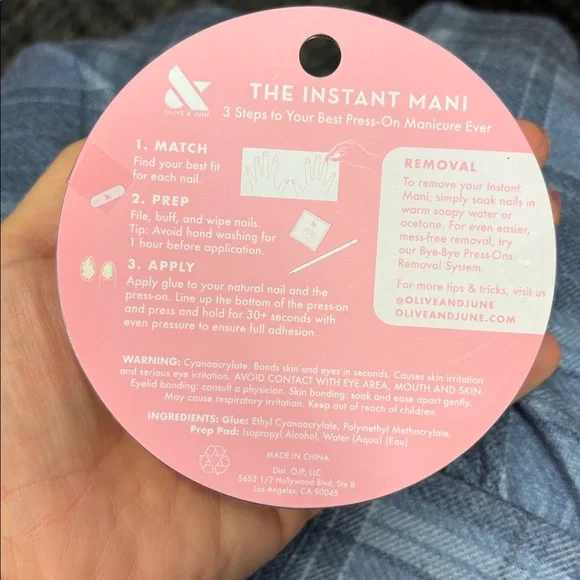 OLIVE & JUNE
THE INSTANT MANI
3 Steps to Your Best Press-On Manicure Ever
1. MATCH
Find your best fit
for each nail.
2. PREP
File, buff, and wipe nails.
Tip: Avoid hand washing for
1 hour before application.
3. APPLY
Apply glue to your natural nail and the
press-on. Line up the bottom of the press-on
and press and hold for 30+ seconds with
even pressure to ensure full adhesion.
REMOVAL
To remove your Instant
Mani, simply soak nails in
warm soapy water or
acetone. For even easier,
mess-free removal, try
our Bye-Bye Press-Ons
Removal System.
For more tips & tricks, visit us
@OLIVEANDJUNE
OLIVEANDJUNE.COM
WARNING: Cyanoacrylate. Bonds skin and eyes in seconds. Causes skin irritation
and serious eye irritation. AVOID CONTACT WITH EYE AREA, MOUTH AND SKIN.
Eyelid bonding: consult a physician. Skin bonding: soak and ease apart gently.
May cause respiratory irritation. Keep out of reach of children.
INGREDIENTS: Glue: Ethyl Cyanoacrylate, Polymethyl Methacrylate.
Prep Pad: Isopropyl Alcohol, Water (Aqua) (Eau)
MADE IN CHINA
Dist. OJP, LLC
5653 1/2 Hollywood Blvd, Ste 8
Los Angeles, CA 90045